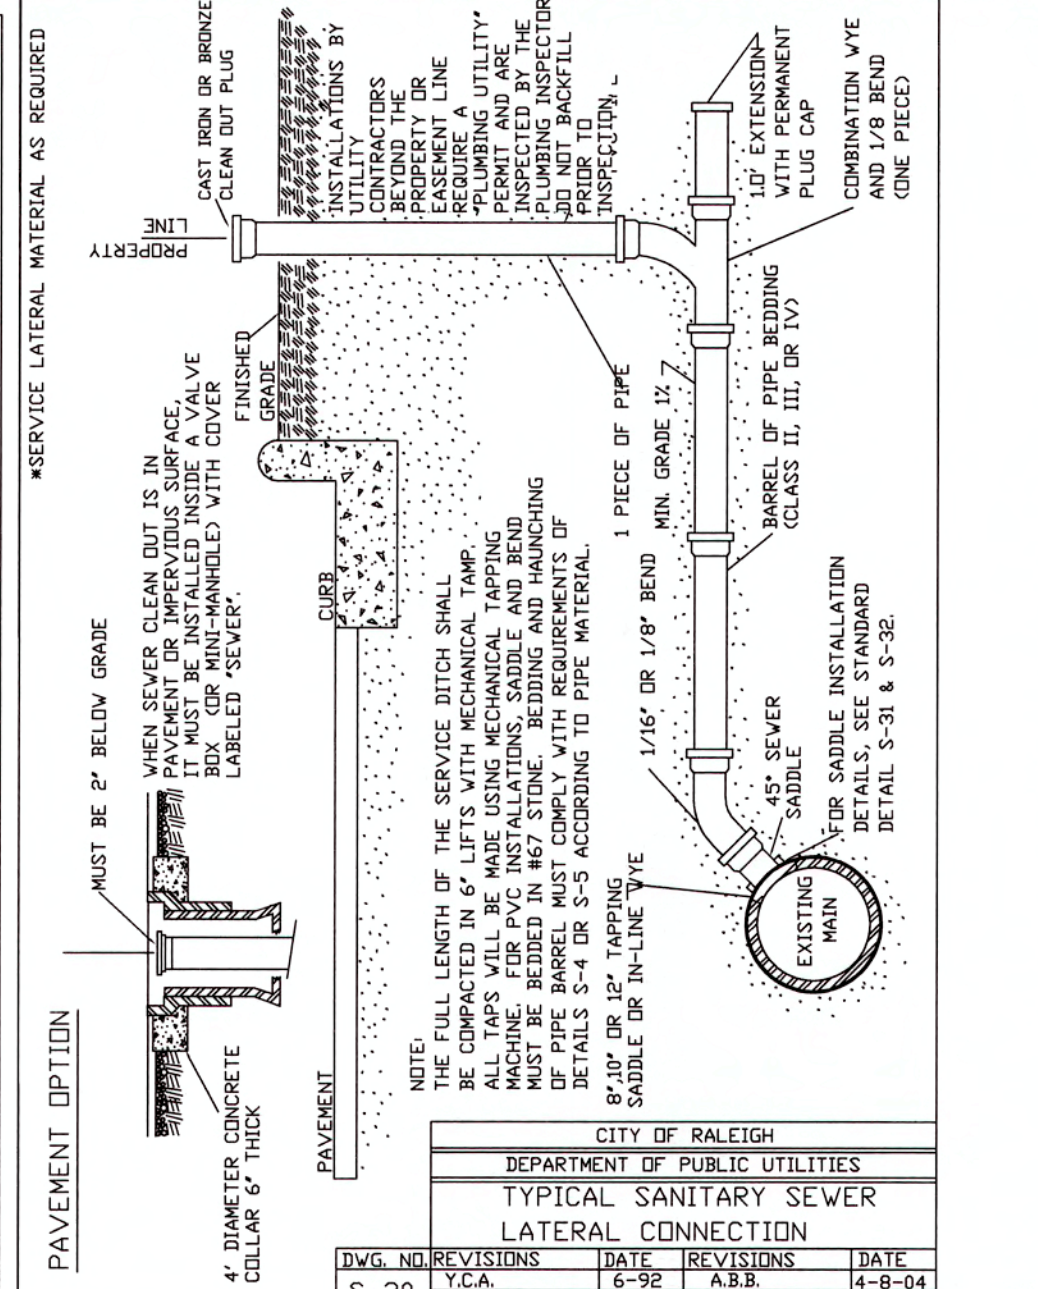 *SERVICE LATERAL MATERIAL AS REQUIRED
PAVEMENT OPTION
MUST BE 2" BELOW GRADE
WHEN SEWER CLEAN OUT IS IN
PAVEMENT OR IMPERVIOUS SURFACE,
IT MUST BE INSTALLED INSIDE A VALVE
BOX (OR MINI-MANHOLE) WITH COVER
LABELED "SEWER".
4' DIAMETER CONCRETE
COLLAR 6" THICK
PROPERTY
LINE
CAST IRON OR BRONZE
CLEAN OUT PLUG
FINISHED
GRADE
CURB
PAVEMENT
INSTALLATIONS BY
UTILITY
CONTRACTORS
BEYOND THE
PROPERTY OR
EASEMENT LINE
REQUIRE A
"PLUMBING UTILITY"
PERMIT AND ARE
INSPECTED BY THE
PLUMBING INSPECTOR
DO NOT BACKFILL
PRIOR TO
INSPECTION
NOTE:
THE FULL LENGTH OF THE SERVICE DITCH SHALL
BE COMPACTED IN 6" LIFTS WITH MECHANICAL TAMP.
ALL TAPS WILL BE MADE USING MECHANICAL TAPPING
MACHINE. FOR PVC INSTALLATIONS, SADDLE AND BEND
MUST BE BEDDED IN #67 STONE. BEDDING AND HAUNCHING
OF PIPE BARREL MUST COMPLY WITH REQUIREMENTS OF
DETAILS S-4 OR S-5 ACCORDING TO PIPE MATERIAL.
8",10" OR 12" TAPPING
SADDLE OR IN-LINE WYE
1 PIECE OF PIPE
1/16" OR 1/8" BEND
MIN. GRADE 1%
1.0' EXTENSION
WITH PERMANENT
PLUG CAP
COMBINATION WYE
AND 1/8 BEND
(ONE PIECE)
BARREL OF PIPE BEDDING
(CLASS II, III, OR IV)
45° SEWER
SADDLE
FOR SADDLE INSTALLATION
DETAILS, SEE STANDARD
DETAIL S-31 & S-32.
EXISTING
MAIN
CITY OF RALEIGH
DEPARTMENT OF PUBLIC UTILITIES
TYPICAL SANITARY SEWER
LATERAL CONNECTION
DWG. NO. REVISIONS DATE REVISIONS DATE
Y.C.A. 6-92 A.B.B. 4-8-04